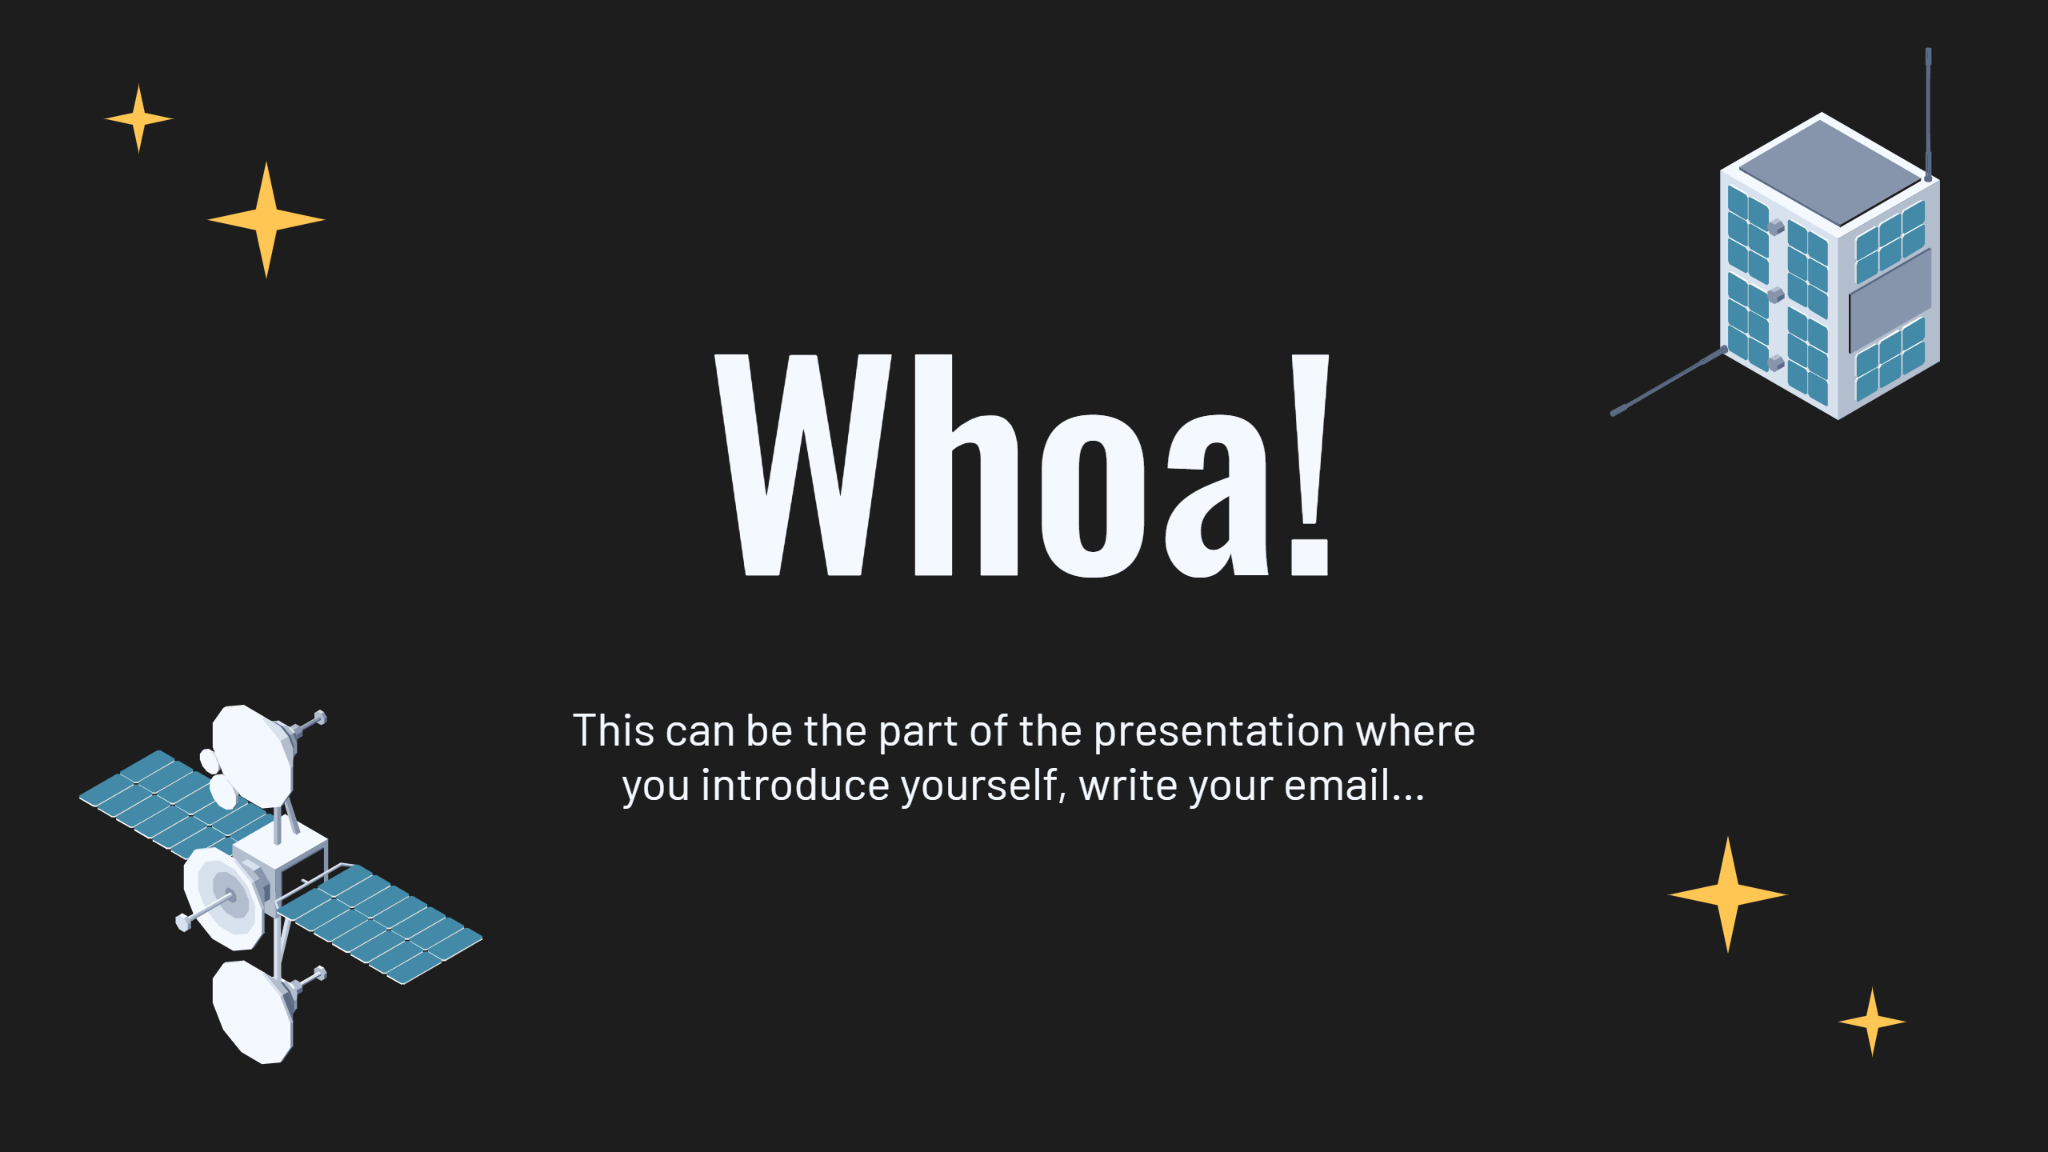 Whoa!
This can be the part of the presentation where
you introduce yourself, write your email...